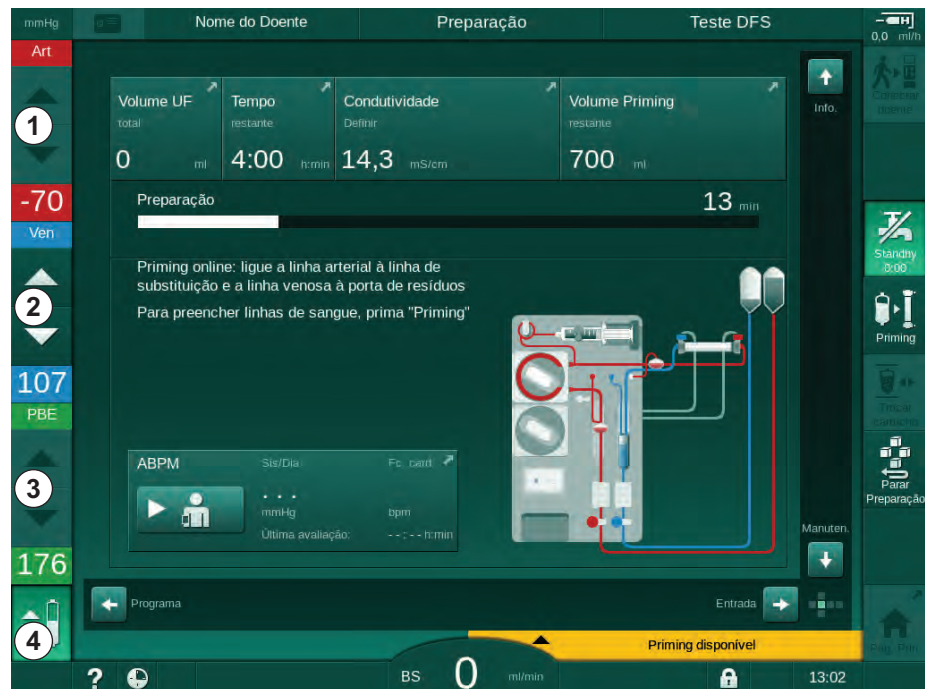 mmHg
Nome do Doente
Preparação
Teste DFS
0,0 ml/h
Art
1
-70
Ven
2
107
PBE
3
176
4
Volume UF
total
0 ml
Tempo
restante
4:00 h:min
Condutividade
Definir
14,3 mS/cm
Volume Priming
restante
700 ml
Info.
Preparação
13 min
Priming online: ligue a linha arterial à linha de
substituição e a linha venosa à porta de resíduos
Para preencher linhas de sangue, prima "Priming"
ABPM
Sis/Dia
Fc. card.
. . .
mmHg
bpm
Última avaliação:
--:-- h:min
Manuten.
Programa
Entrada
Priming disponível
doente
Standby
0:00
Priming
Parar
Preparação
Pág. Prin.
?
BS 0 ml/min
13:02